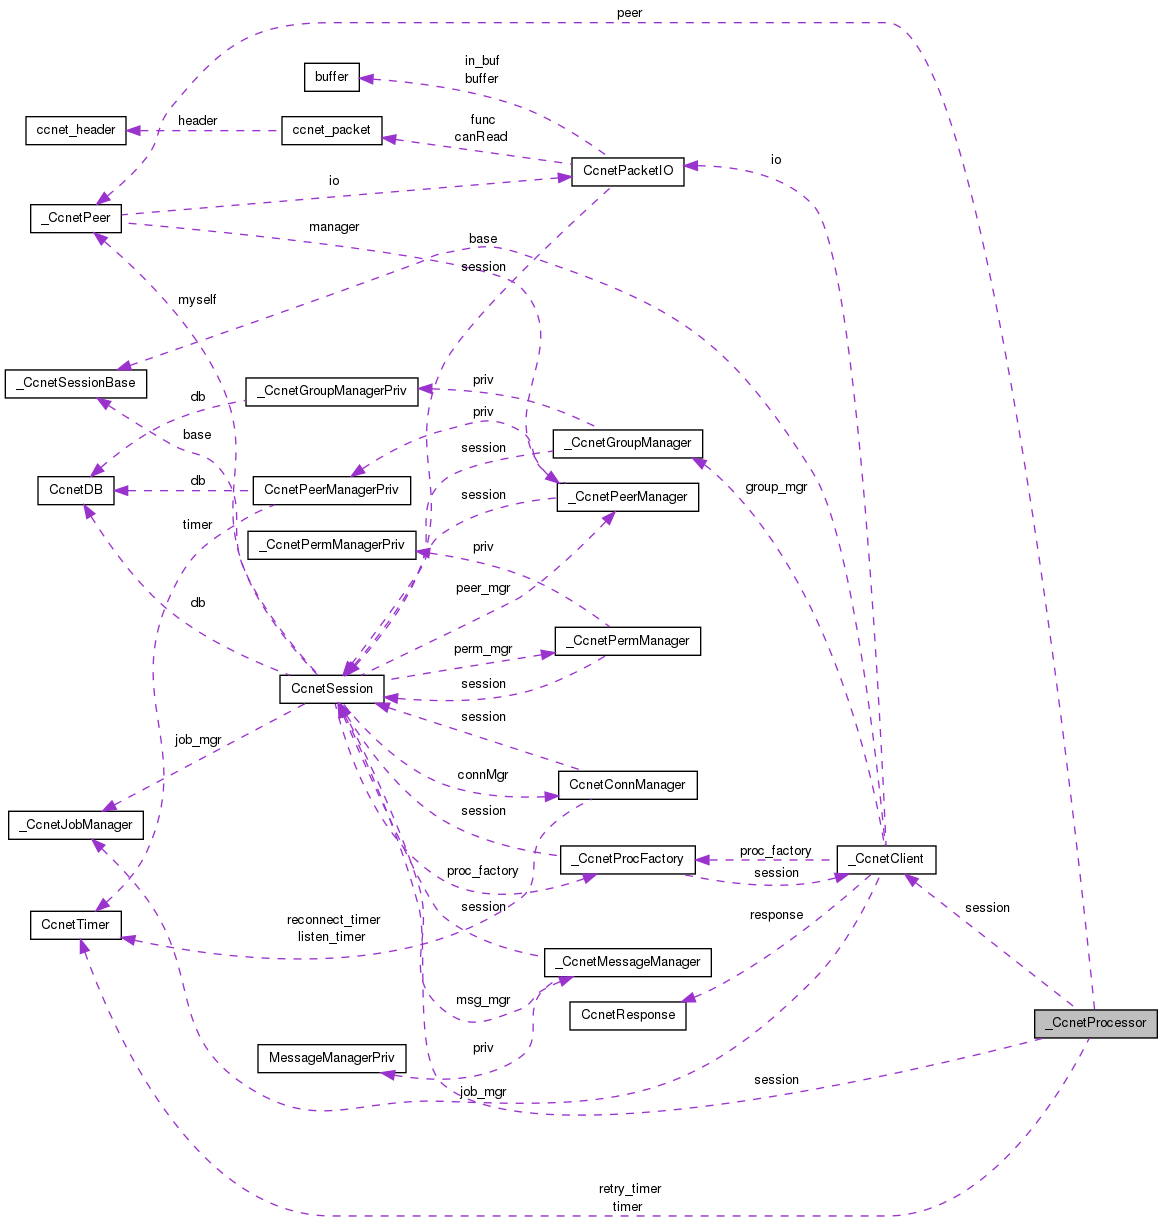 peer
in_buf
buffer
buffer
func
canRead
header
ccnet_header
ccnet_packet
io
CcnetPacketIO
io
_CcnetPeer
manager
base
session
myself
_CcnetSessionBase
priv
_CcnetGroupManagerPriv
db
priv
base
session
_CcnetGroupManager
db
CcnetDB
CcnetPeerManagerPriv
session
_CcnetPeerManager
group_mgr
timer
_CcnetPermManagerPriv
priv
peer_mgr
db
_CcnetPermManager
perm_mgr
session
CcnetSession
session
job_mgr
connMgr
CcnetConnManager
session
_CcnetJobManager
proc_factory
_CcnetProcFactory
_CcnetClient
proc_factory
session
session
reconnect_timer
listen_timer
response
session
CcnetTimer
_CcnetMessageManager
msg_mgr
CcnetResponse
_CcnetProcessor
priv
MessageManagerPriv
session
job_mgr
retry_timer
timer